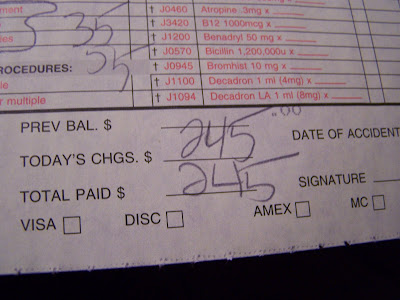 ment † J0460 Atropine .3mg x
35 † J3420 B12 1000mcg x
es † J1200 Benadryl 50 mg x
† J0570 Bicillin 1,200,000u x
ROCEDURES: 35 † J0945 Bromhist 10 mg x
le † J1100 Decadron 1 ml (4mg) x
r multiple † J1094 Decadron LA 1 ml (8mg) x
PREV BAL. $
TODAY'S CHGS. $ 245.00 DATE OF ACCIDENT
TOTAL PAID $ 245 SIGNATURE
VISA DISC AMEX MC